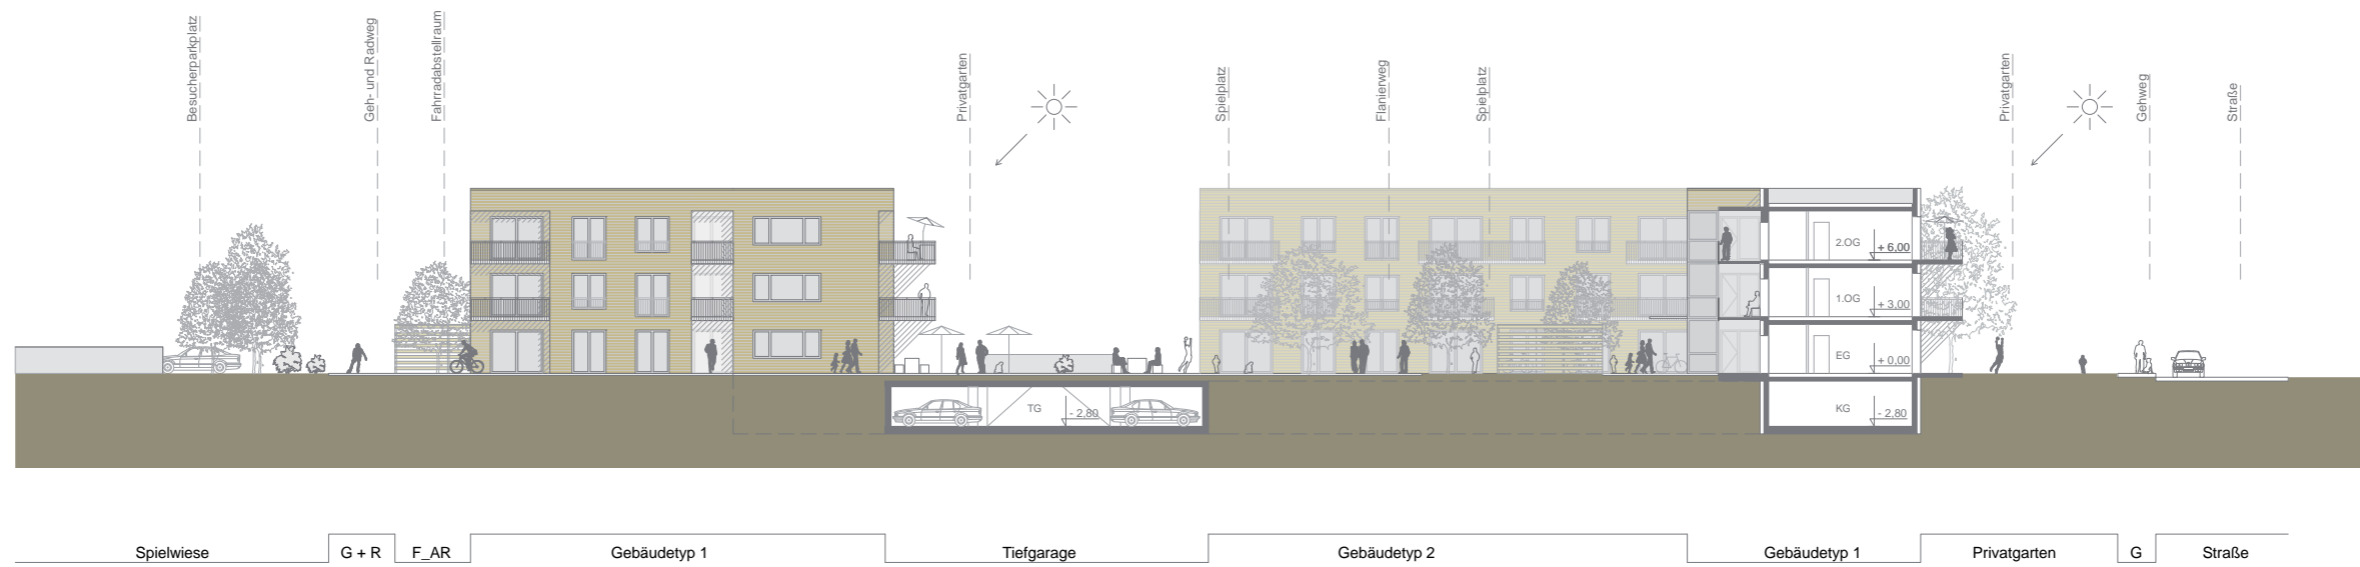 Besucherparkplatz
Geh- und Radweg
Fahrradabstellraum
Privatgarten
Spielplatz
Flanierweg
Spielplatz
Privatgarten
Gehweg
Straße
2.OG + 6,00
1.OG + 3,00
EG + 0,00
TG - 2,80
KG - 2,80
Spielwiese G + R F_AR Gebäudetyp 1 Tiefgarage Gebäudetyp 2 Gebäudetyp 1 Privatgarten G Straße